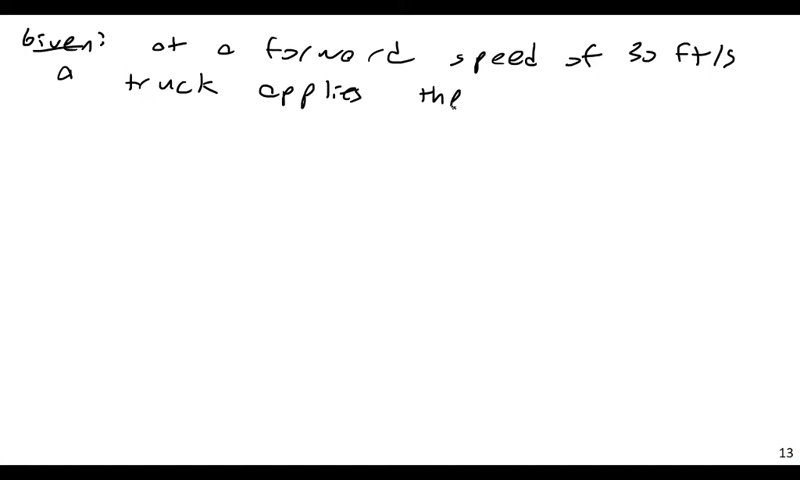 Given: at a forward speed of 30 ft/s
a truck applies the
13